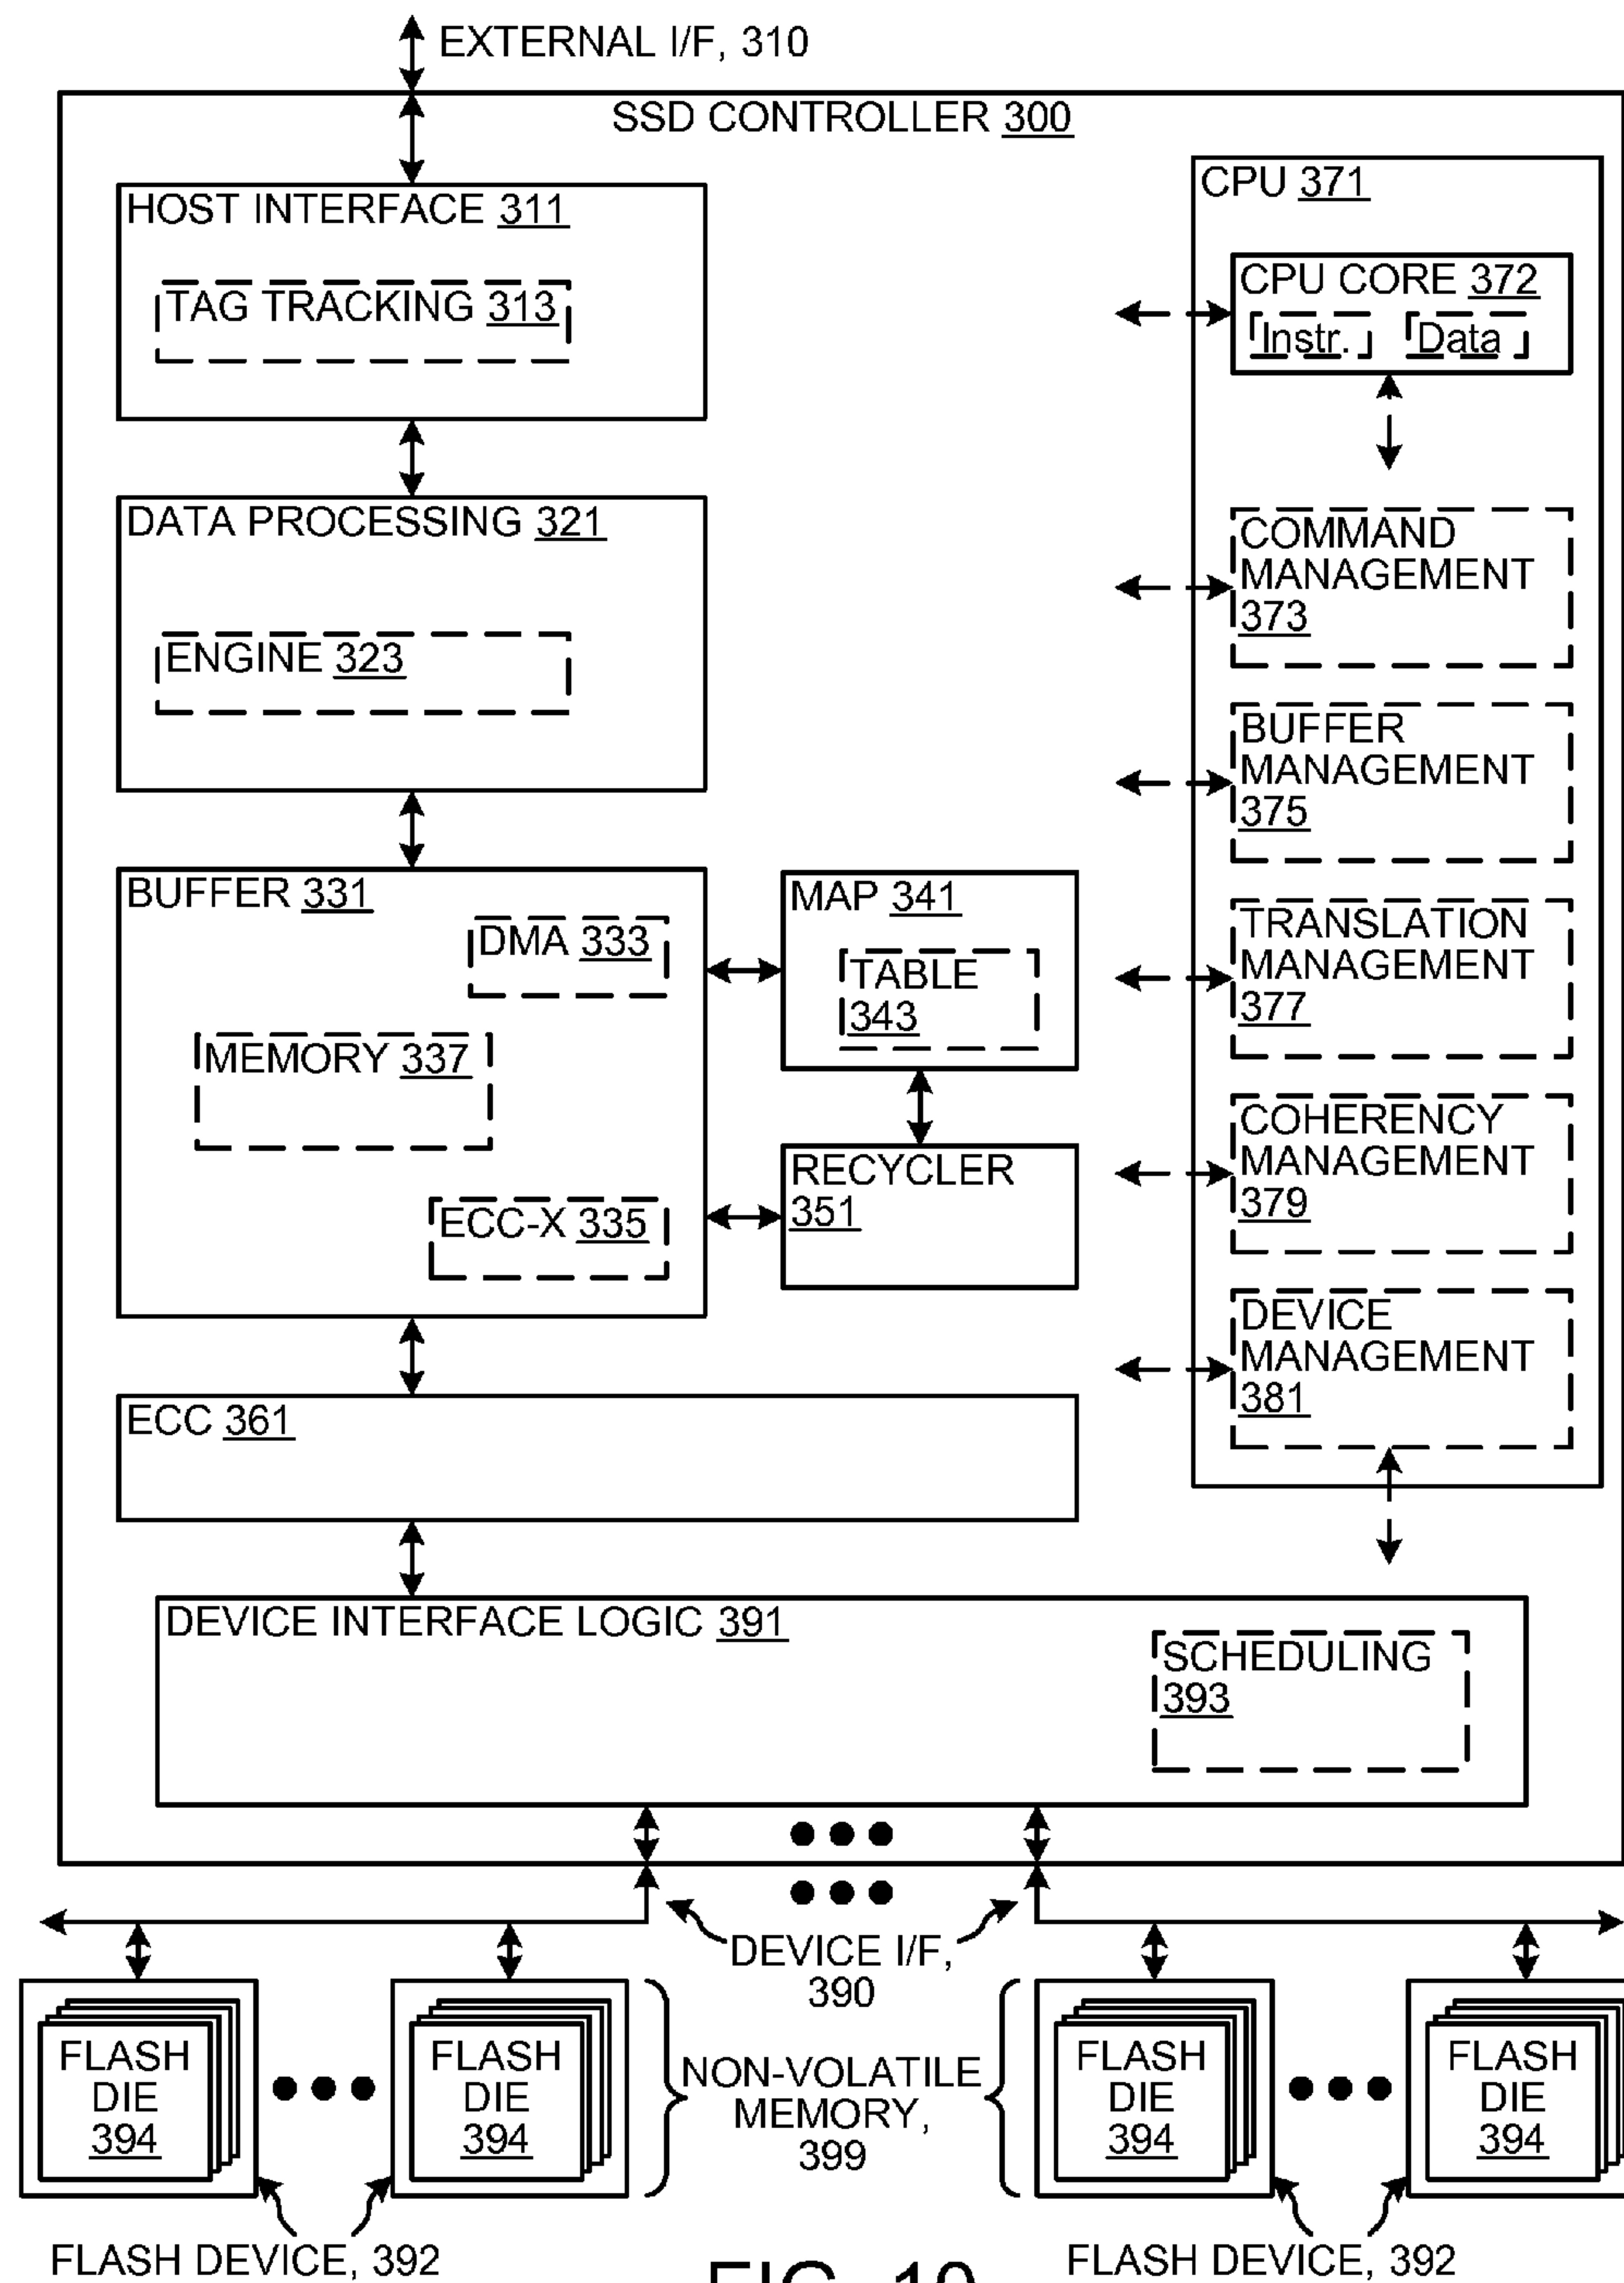 EXTERNAL I/F, 310
SSD CONTROLLER 300
HOST INTERFACE 311
TAG TRACKING 313
DATA PROCESSING 321
ENGINE 323
BUFFER 331
DMA 333
MEMORY 337
ECC-X 335
MAP 341
TABLE
343
RECYCLER
351
ECC 361
CPU 371
CPU CORE 372
Instr.
Data
COMMAND
MANAGEMENT
373
BUFFER
MANAGEMENT
375
TRANSLATION
MANAGEMENT
377
COHERENCY
MANAGEMENT
379
DEVICE
MANAGEMENT
381
DEVICE INTERFACE LOGIC 391
SCHEDULING
393
DEVICE I/F,
390
FLASH
DIE
394
FLASH
DIE
394
NON-VOLATILE
MEMORY,
399
FLASH
DIE
394
FLASH
DIE
394
FLASH DEVICE, 392
FLASH DEVICE, 392